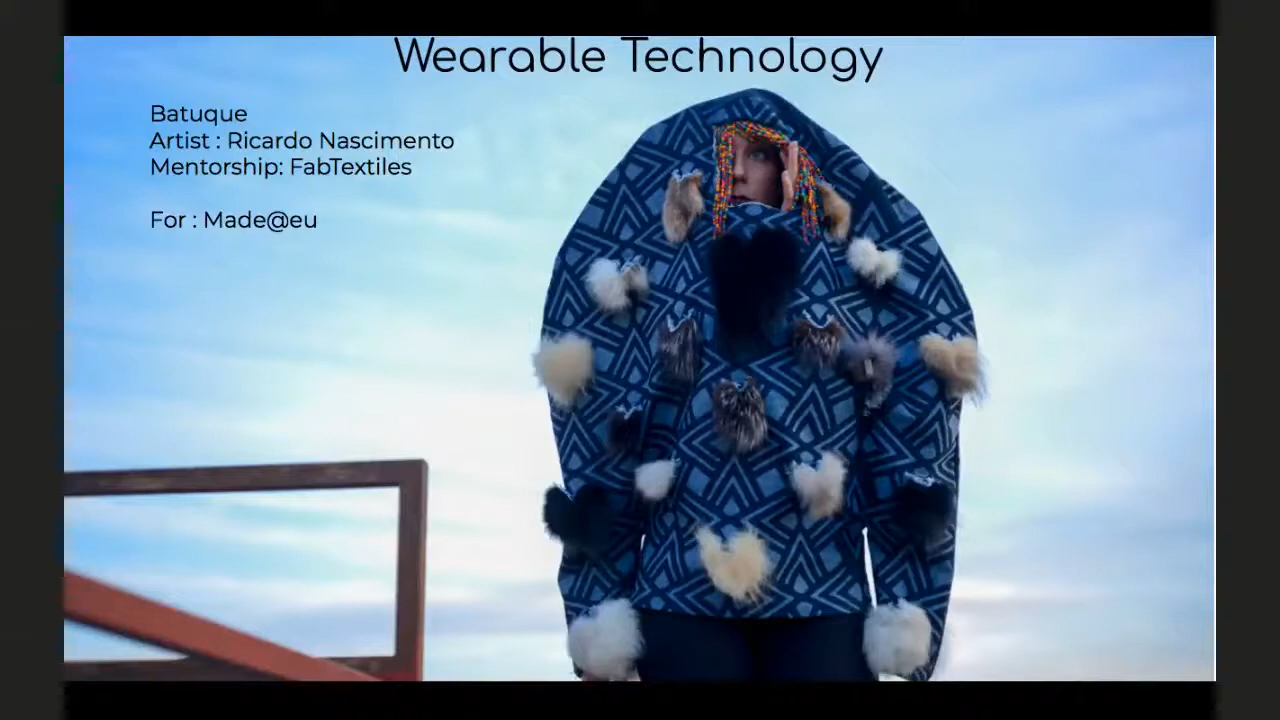 Wearable Technology
Batuque
Artist : Ricardo Nascimento
Mentorship: FabTextiles
For : Made@eu